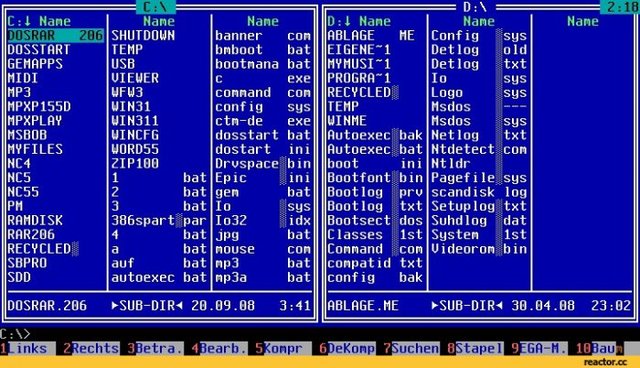 C:\ D:\ 2:18
C:↓ Name Name Name D:↓ Name Name Name
DOSRAR 206 SHUTDOWN banner com ABLAGE ME Config sys
DOSSTART TEMP bmboot bat EIGENE~1 Detlog old
GEMAPPS USB bootmana bat MYMUSI~1 Detlog txt
MIDI VIEWER c exe PROGRA~1 Io sys
MP3 WFW3 command com RECYCLED Logo sys
MPXP155D WIN31 config sys TEMP Msdos ---
MPXPLAY WIN311 ctm-de exe WINME Msdos sys
MSBOB WINCFG dosstart bat Autoexec bak Netlog txt
MYFILES WORD55 dostart ini Autoexec bat Ntdetect com
NC4 ZIP100 Drvspace bin boot ini Ntldr
NC5 1 bat Epic ini Bootfont bin Pagefile sys
NC55 2 bat gem bat Bootlog prv scandisk log
PM 3 bat Io sys Bootlog txt Setuplog txt
RAMDISK 386spart par Io32 idx Bootsect dos Suhdlog dat
RAR206 4 bat jpg bat Classes 1st System 1st
RECYCLED a bat mouse com Command com Videorom bin
SBPRO auf bat mp3 bat compatid txt
SDD autoexec bat mp3a bat config bak
DOSRAR.206 ►SUB-DIR◄ 20.09.08 3:41 ABLAGE.ME ►SUB-DIR◄ 30.04.08 23:02
C:\>
1Links 2Rechts 3Betra. 4Bearb. 5Kompr 6DeKomp 7Suchen 8Stapel 9EGA-M. 10Baum
reactor.cc